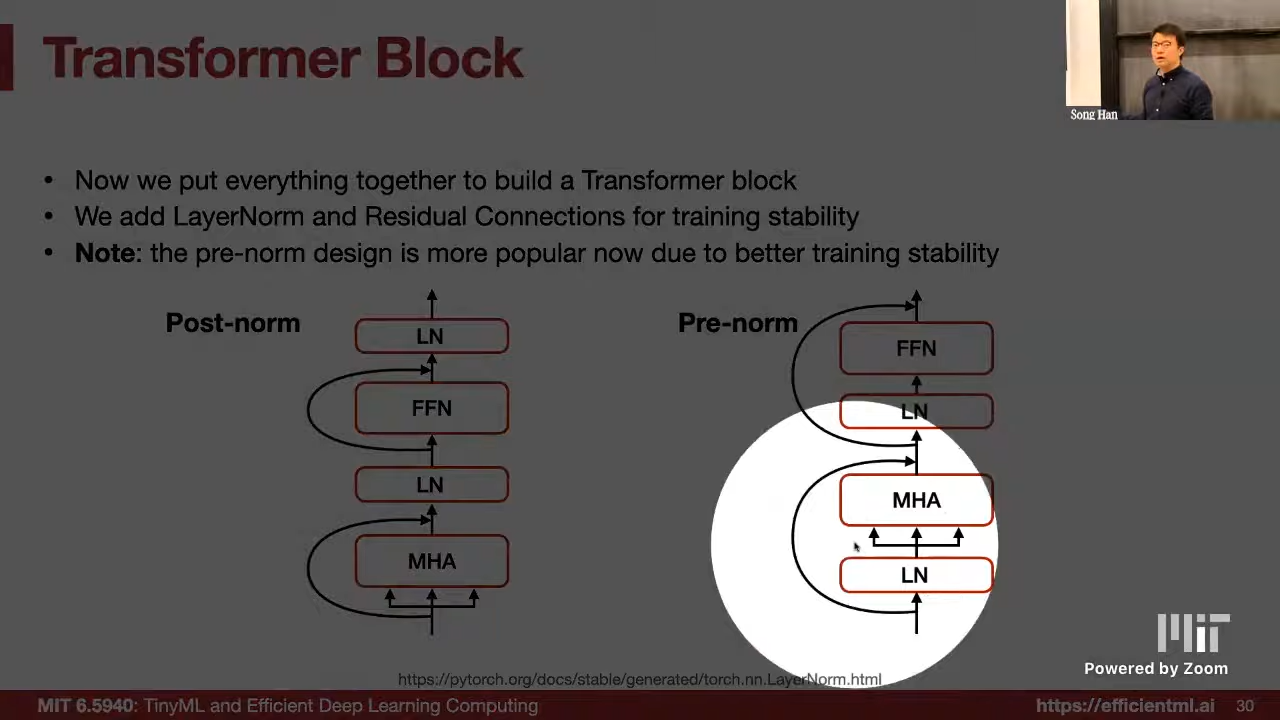 Transformer Block
Song Han
• Now we put everything together to build a Transformer block
• We add LayerNorm and Residual Connections for training stability
• Note: the pre-norm design is more popular now due to better training stability
Post-norm
LN
FFN
LN
MHA
Pre-norm
FFN
LN
MHA
LN
MIT
Powered by Zoom
https://pytorch.org/docs/stable/generated/torch.nn.LayerNorm.html
MIT 6.5940: TinyML and Efficient Deep Learning Computing
https://efficientml.ai
30